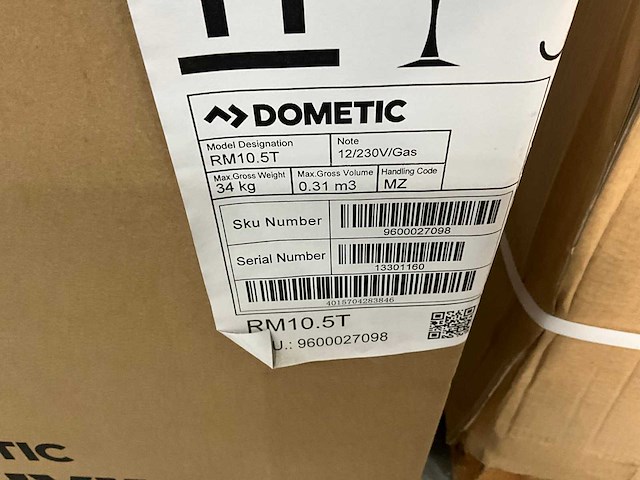 DOMETIC
Model Designation
RM10.5T
Note
12/230V/Gas
Max.Gross Weight
34 kg
Max.Gross Volume
0.31 m3
Handling Code
MZ
Sku Number
9600027098
Serial Number
13301160
4015704283846
RM10.5T
U.: 9600027098
TIC